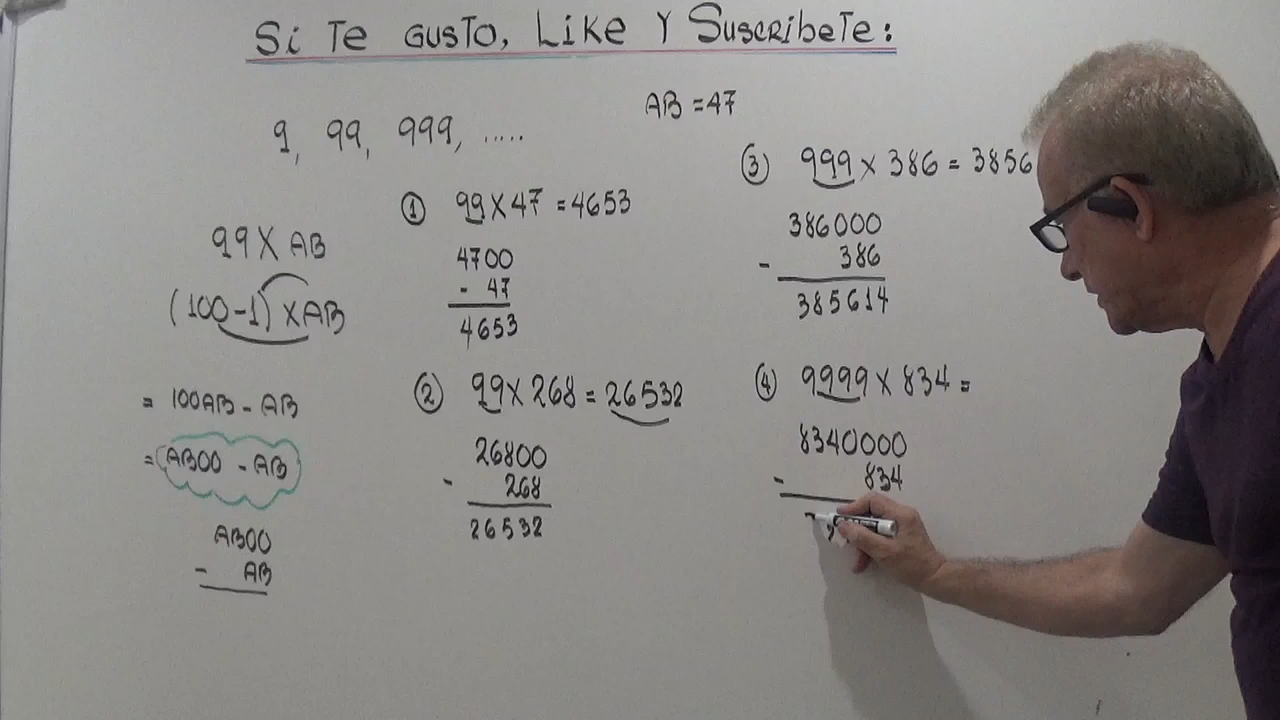 Si Te GUSTO, Like Y Suscribete:
9, 99, 999, .....
AB = 47
99 X AB
(100-1) X AB
= 100AB - AB
= AB00 - AB
AB00
- AB
① 99 X 47 = 4653
4700
- 47
4653
② 99 X 268 = 26532
26800
- 268
26532
③ 999 X 386 = 3856
386000
- 386
385614
④ 9999 X 834 =
8340000
- 834